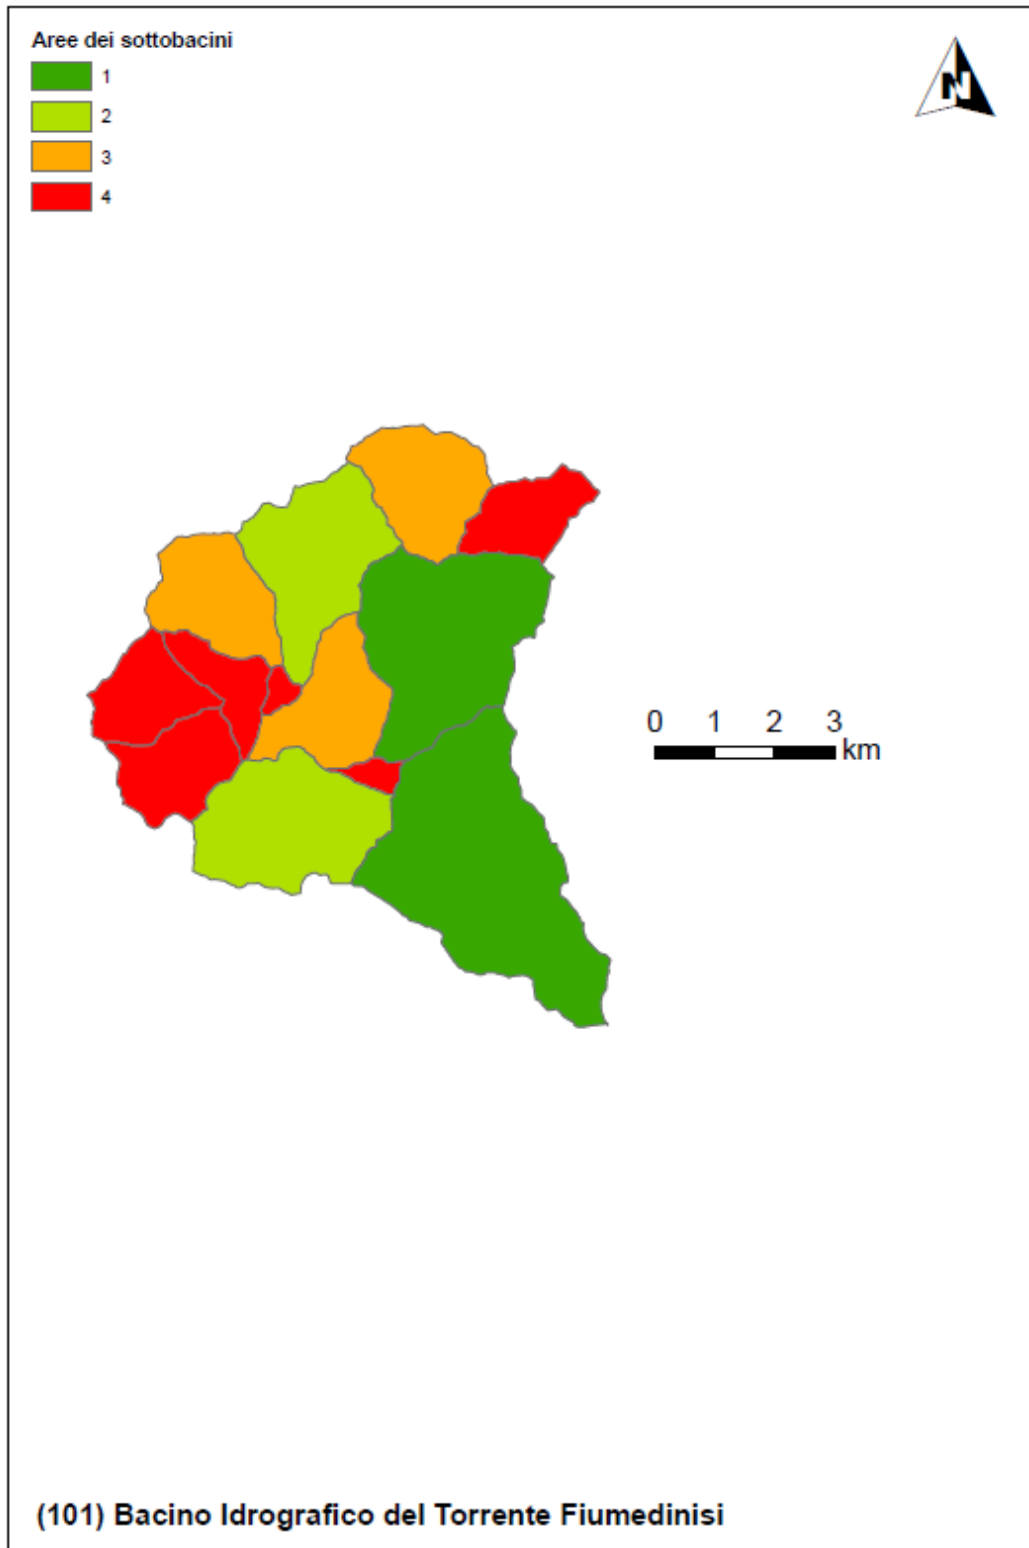 Aree dei sottobacini
1
2
3
4
N
0 1 2 3
km
(101) Bacino Idrografico del Torrente Fiumedinisi